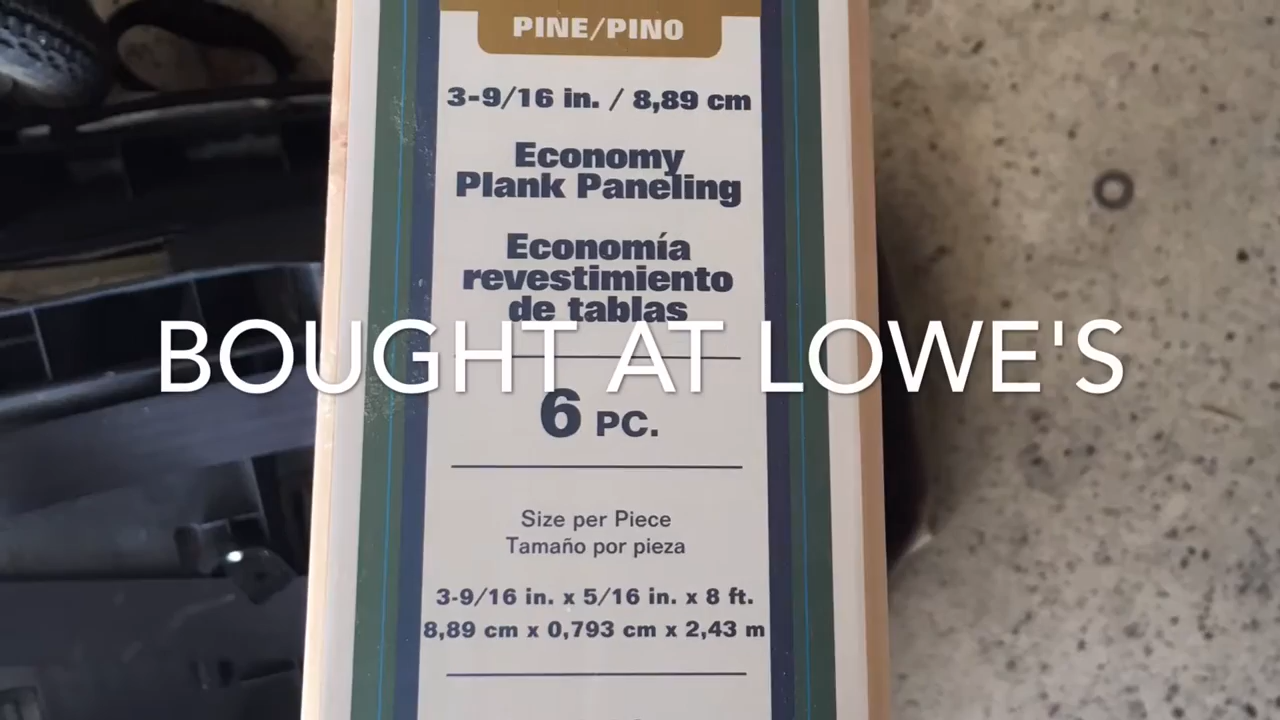 PINE/PINO
3-9/16 in. / 8,89 cm
Economy
Plank Paneling
Economía
revestimiento
de tablas
BOUGHT AT LOWE'S
6 PC.
Size per Piece
Tamaño por pieza
3-9/16 in. x 5/16 in. x 8 ft.
8,89 cm x 0,793 cm x 2,43 m